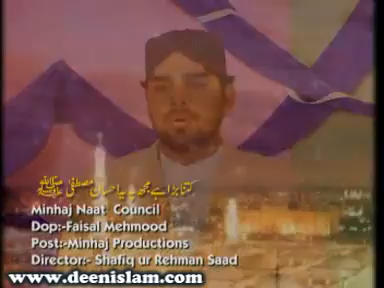 کتنا بڑا ہے مجھ پہ یہ احسان مصطفیٰ ﷺ
Minhaj Naat Council
Dop:-Faisal Mehmood
Post:-Minhaj Productions
Director:- Shafiq ur Rehman Saad
www.deenislam.com